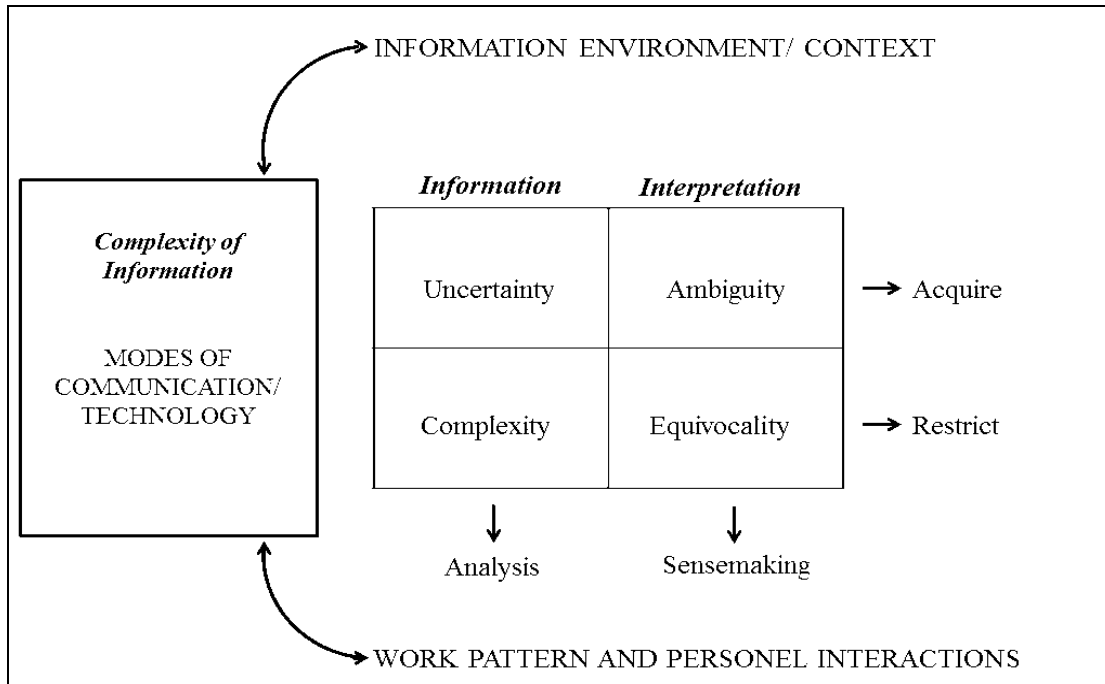 INFORMATION ENVIRONMENT/ CONTEXT
Complexity of
Information
MODES OF
COMMUNICATION/
TECHNOLOGY
Information Interpretation
Uncertainty Ambiguity Acquire
Complexity Equivocality Restrict
Analysis Sensemaking
WORK PATTERN AND PERSONEL INTERACTIONS